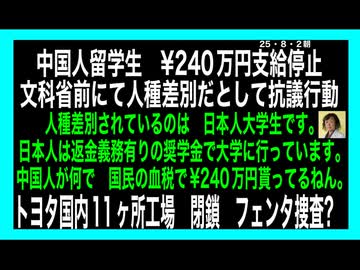 25・8・2朝
中国人留学生　¥240万円支給停止
文科省前にて人種差別だとして抗議行動
人種差別されているのは　日本人大学生です。
日本人は返金義務有りの奨学金で大学に行っています。
中国人が何で　国民の血税で¥240万円貰ってるねん。
トヨタ国内11ヶ所工場　閉鎖　フェンタ捜査?